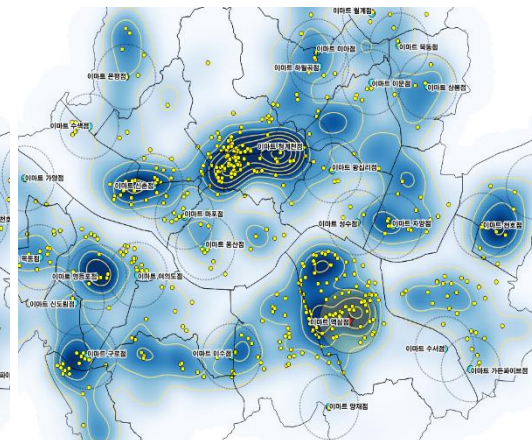 이마트 월계점
이마트 미아점
이마트 묵동점
이마트 하월곡점
이마트 은평점
이마트 이문점
이마트 상봉점
이마트 수색점
이마트 청계천점
이마트 왕십리점
이마트 가양점
이마트 신촌점
이마트 마포점
이마트 성수점
이마트 자양점
이마트 천호점
이마트 용산점
목동점
이마트 영등포점
이마트 여의도점
이마트 신도림점
이마트 역삼점
이마트 구로점
이마트 이수점
이마트 수서점
이마트 가든파이브점
이마트 양재점